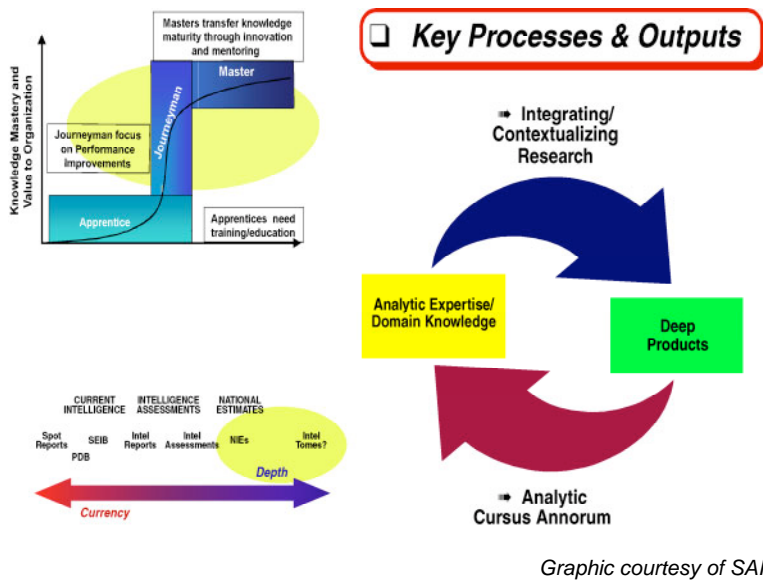 Masters transfer knowledge
maturity through innovation
and mentoring
Master
Journeyman
Journeyman focus
on Performance
Improvements
Apprentice
Apprentices need
training/education
Knowledge Mastery and
Value to Organization
❑ Key Processes & Outputs
➠ Integrating/
Contextualizing
Research
Analytic Expertise/
Domain Knowledge
Deep
Products
➠ Analytic
Cursus Annorum
CURRENT
INTELLIGENCE
INTELLIGENCE
ASSESSMENTS
NATIONAL
ESTIMATES
Spot
Reports
PDB
SEIB
Intel
Reports
Intel
Assessments
NIEs
Intel
Tomes?
Depth
Currency
Graphic courtesy of